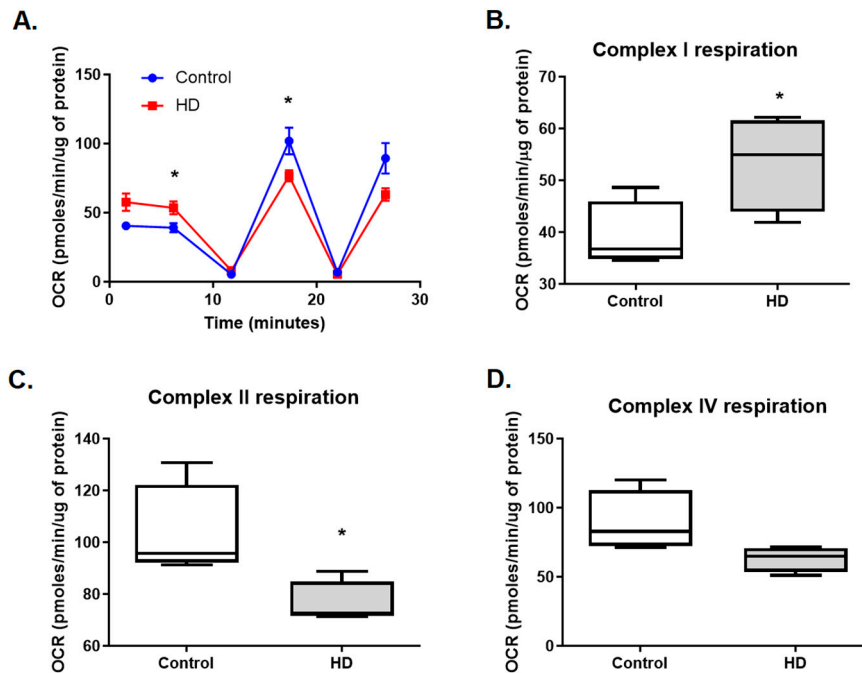 A.
OCR (pmoles/min/ug of protein)
150
100
50
0
Control
HD
*
*
0
10
20
30
Time (minutes)
B.
Complex I respiration
OCR (pmoles/min/µg of protein)
70
60
50
40
30
*
Control
HD
C.
Complex II respiration
OCR (pmoles/min/ug of protein)
140
120
100
80
60
*
Control
HD
D.
Complex IV respiration
OCR (pmoles/min/ug of protein)
150
100
50
0
Control
HD